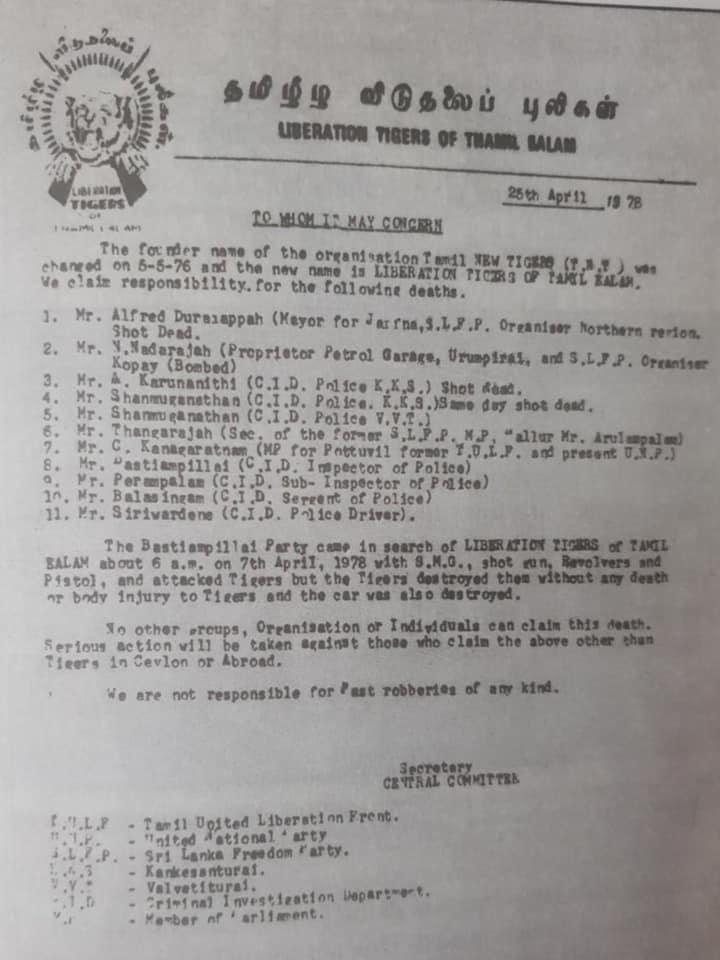 தமிழீழ விடுதலைப் புலிகள்
LIBERATION TIGERS OF THAMIL EALAM
தமிழீழ விடுதலைப் புலிகள்
LIBERATION
TIGERS
OF
25th April 1978
TO WHOM IT MAY CONCERN
The founder name of the organisation Tamil NEW TIGERS (T.N.T ) was
changed on 5-5-76 and the new name is LIBERATION TIGERS OF TAMIL EALAM.
We claim responsibility.for the following deaths.
1. Mr. Alfred Duraiappah (Mayor for Jaffna,S.L.F.P. Organiser Northern region.
Shot Dead.
2. Mr. N.Nadarajah (Proprietor Petrol Garage, Urumpirai, and S.L.F.P. Organiser
Kopay (Bombed)
3. Mr. A. Karunanithi (C.I.D. Police K.K.S.) Shot dead.
4. Mr. Shanmuganathan (C.I.D. Police. K.K.S.)Same day shot dead.
5. Mr. Shanmuganathan (C.I.D. Police V.V.T.)
6. Mr. Thangarajah (Sec. of the former S.L.F.P. M.P. Mr. Arulampalam)
7. Mr. C. Kanagaratnam (MP for Pottuvil former T.U.L.F. and present U.N.P.)
8. Mr. Bastiampillai (C.I.D. Inspector of Police)
9. Mr. Perampalam (C.I.D. Sub- Inspector of Police)
10. Mr. Balasingam (C.I.D. Sergent of Police)
11. Mr. Siriwardene (C.I.D. Police Driver).
The Bastiampillai Party came in search of LIBERATION TIGERS of TAMIL
EALAM about 6 a.m. on 7th April, 1978 with S.M.G., shot gun, Revolvers and
Pistol, and attacked Tigers but the Tigers destroyed them without any death
or body injury to Tigers and the car was also destroyed.
No other groups, Organisation or Individuals can claim this death.
Serious action will be taken against those who claim the above other than
Tigers in Ceylon or Abroad.
We are not responsible for Past robberies of any kind.
Secretary
CENTRAL COMMITTEE
T.U.L.F - Tamil United Liberation Front.
U.N.P. - United National Party
S.L.F.P. - Sri Lanka Freedom Party.
K.K.S - Kankesanturai.
V.V.T - Valvetiturai.
C.I.D - Criminal Investigation Department.
M.P - Member of Parliament.